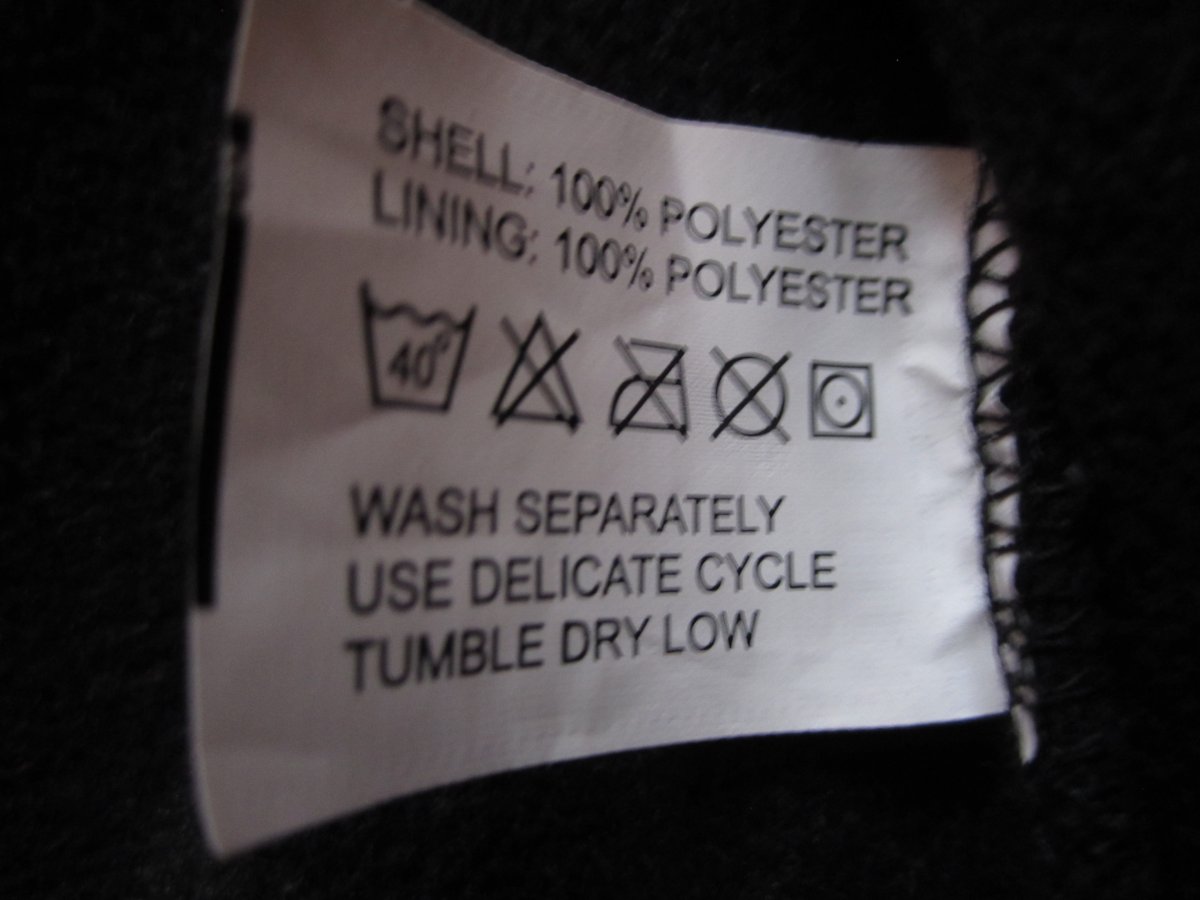 SHELL: 100% POLYESTER
LINING: 100% POLYESTER
40°
WASH SEPARATELY
USE DELICATE CYCLE
TUMBLE DRY LOW